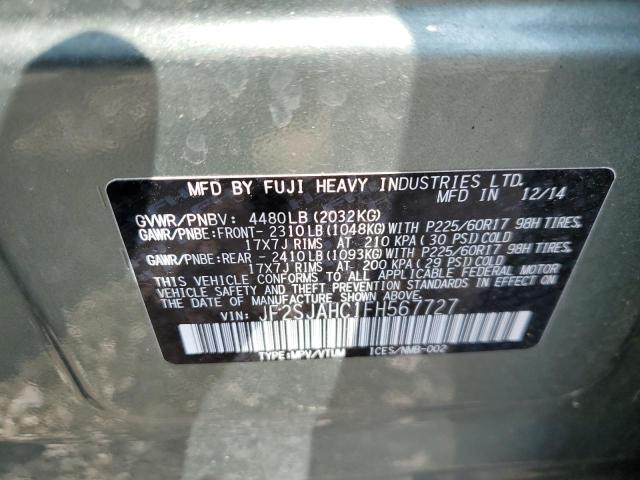 MFD BY FUJI HEAVY INDUSTRIES LTD.
MFD IN 12/14
GVWR/PNBV: 4480LB(2032KG)
GAWR/PNBE:FRONT- 2310LB(1048KG)WITH P225/60R17 98H TIRES.
17X7J RIMS AT 210 KPA(30 PSI)COLD
GAWR/PNBE:REAR - 2410LB(1093KG)WITH P225/60R17 98H TIRES.
17X7J RIMS AT 200 KPA(29 PSI)COLD
THIS VEHICLE CONFORMS TO ALL APPLICABLE FEDERAL MOTOR
VEHICLE SAFETY AND BUMPER STANDARDS IN EFFECT ON
THE DATE OF MANUFACTURE SHOWN ABOVE.
VIN: JF2SJAHC1FH567727
TYPE:MPV/VTUM ICES/NMB-002